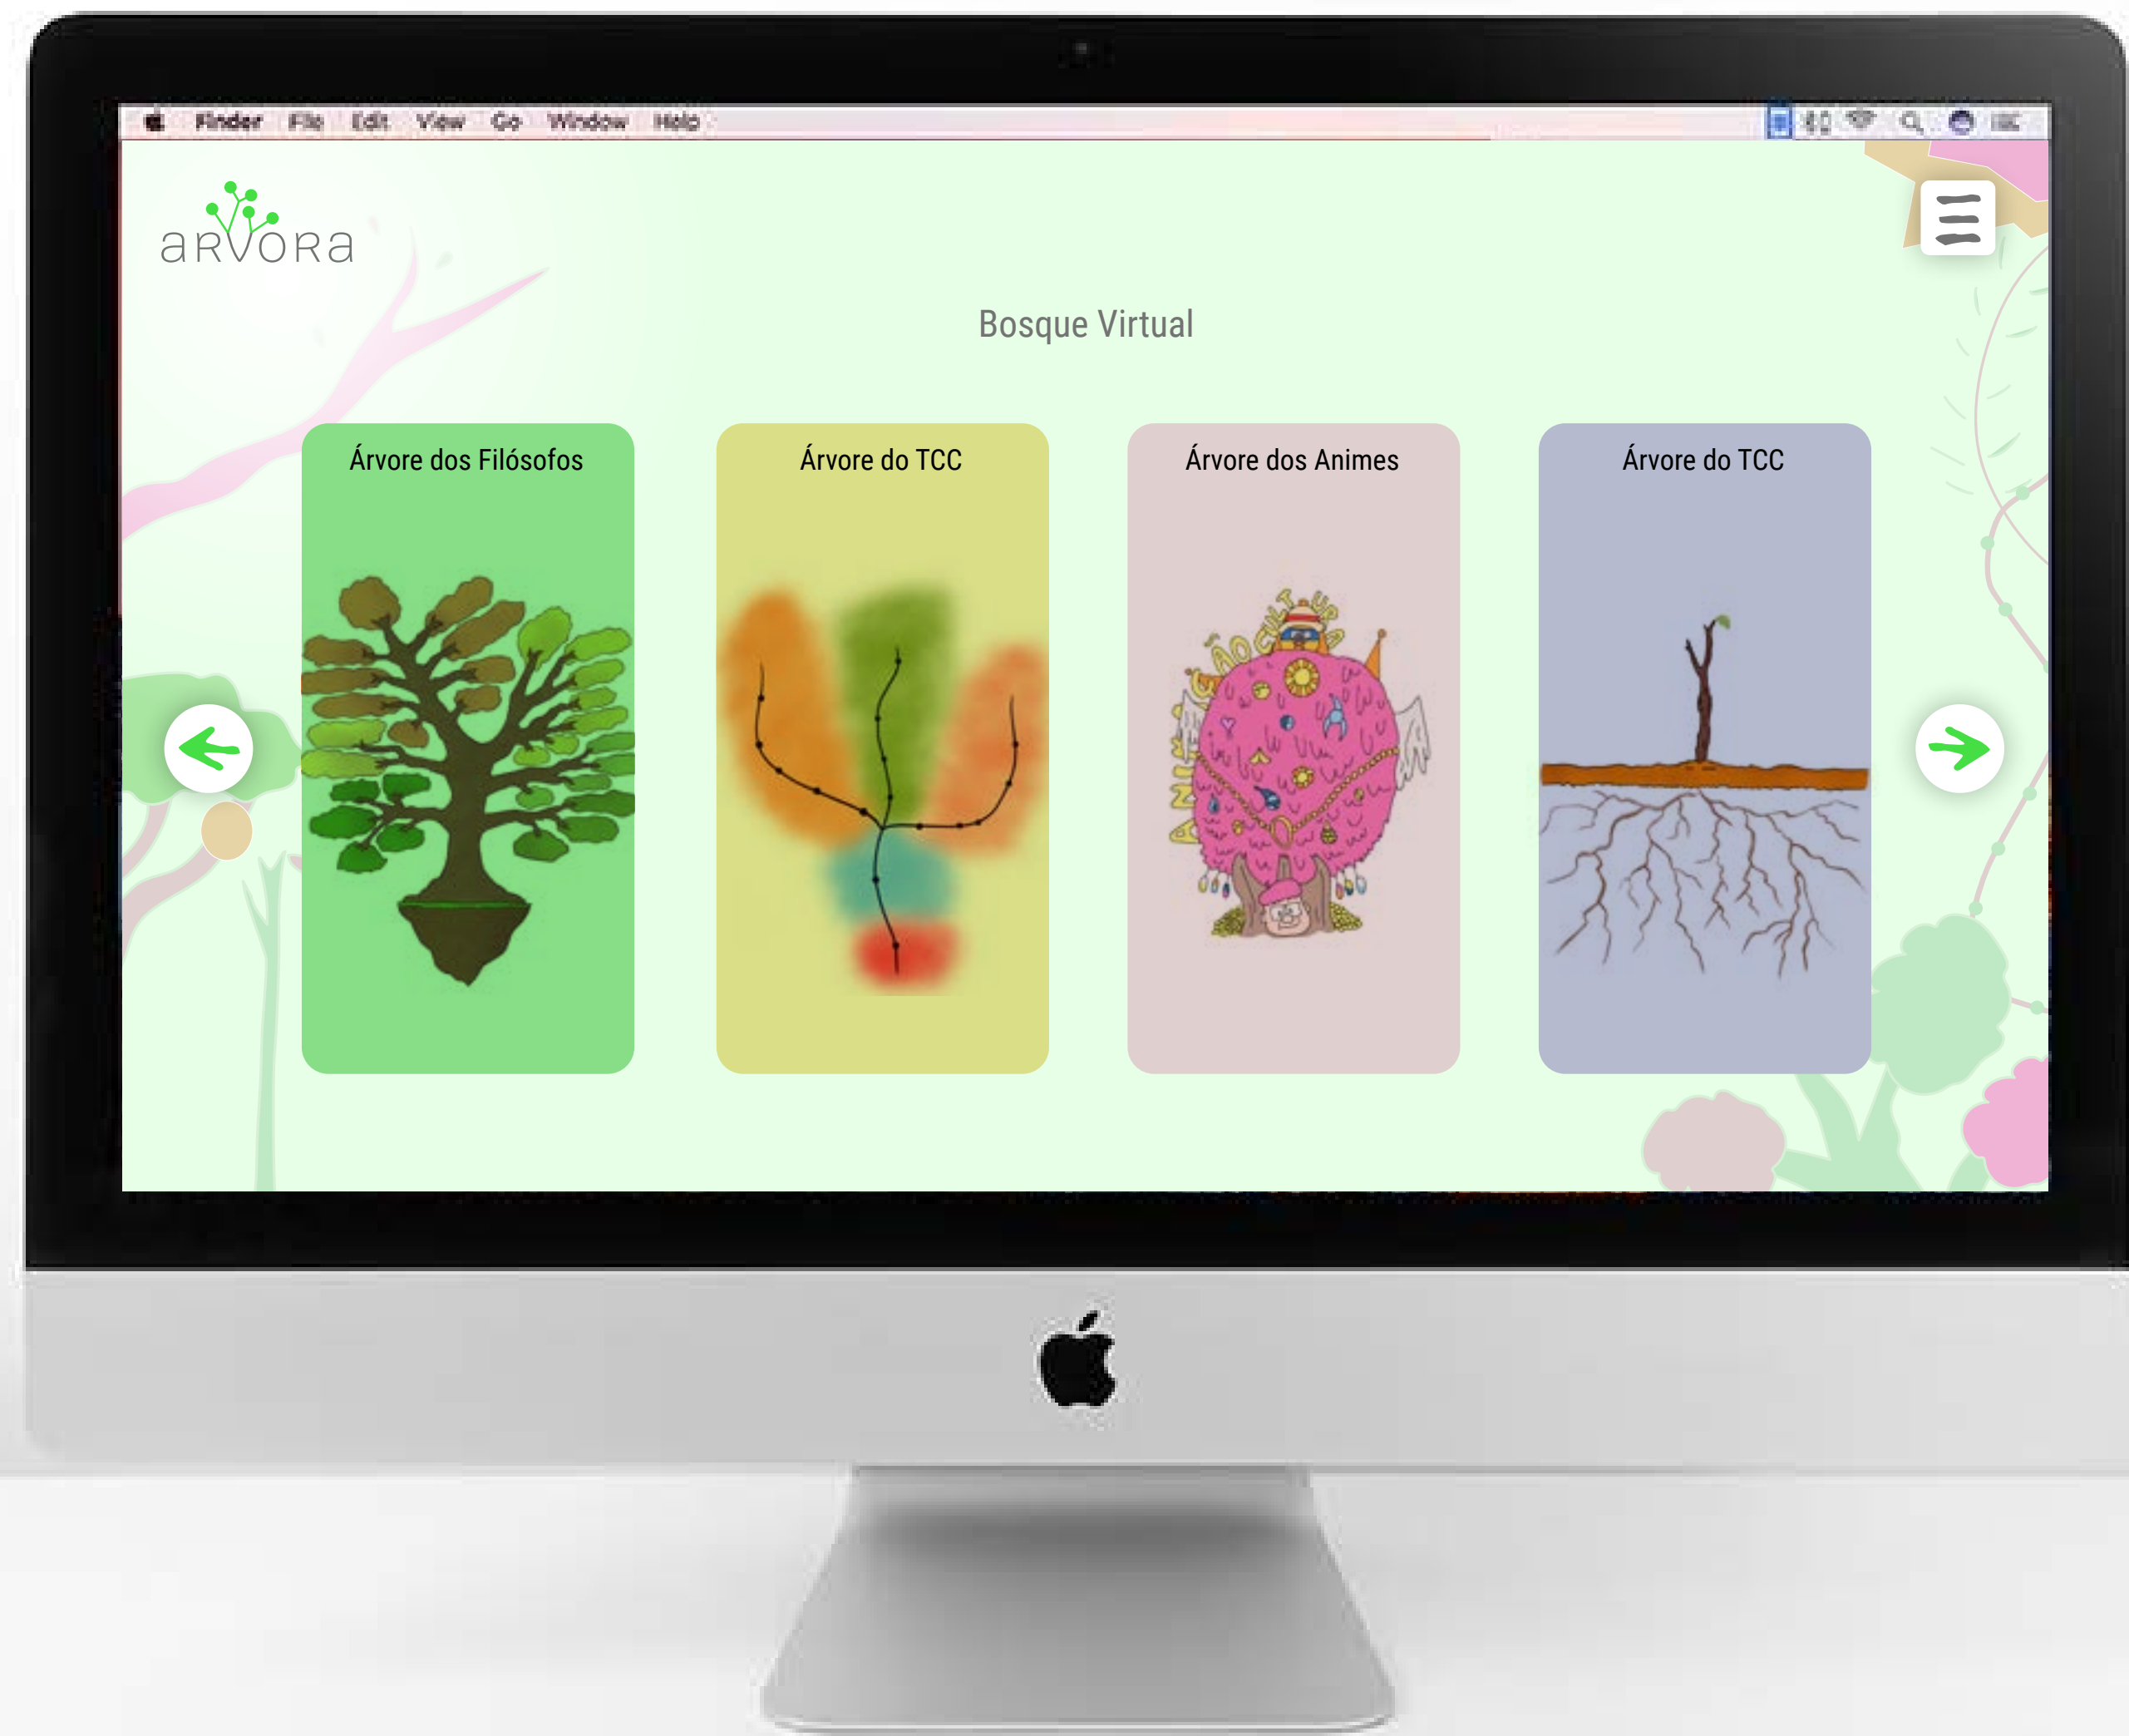 Finder File Edit View Go Window Help
aRVORa
Bosque Virtual
Árvore dos Filósofos
Árvore do TCC
Árvore dos Animes
Árvore do TCC